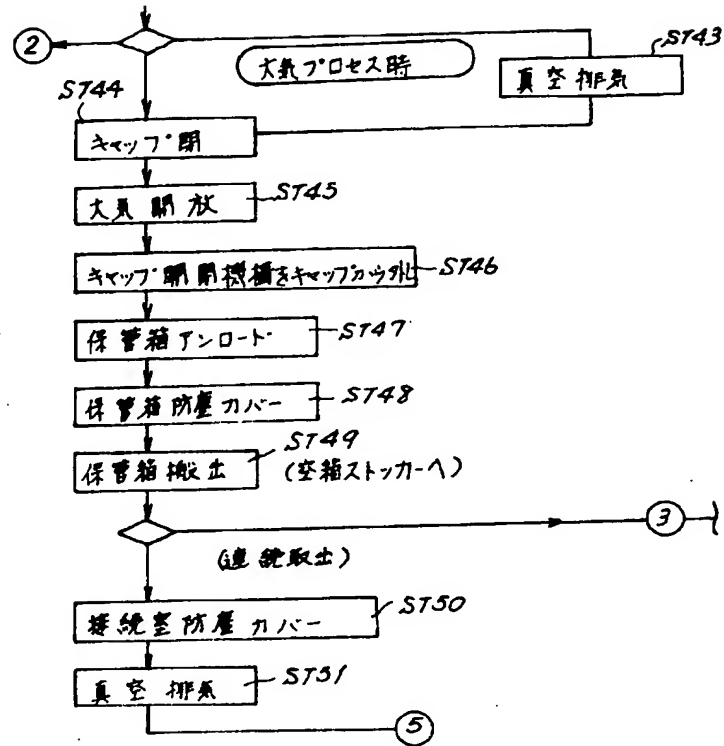 ②
大気プロセス時
ST43
真空排気
ST44
キャップ閉
ST45
大気開放
ST46
キャップ開閉機構をキャップから外し
ST47
保管箱アンロード
ST48
保管箱防塵カバー
ST49
保管箱搬出
(空箱ストッカーへ)
③
(連続取出)
ST50
接続室防塵カバー
ST51
真空排気
⑤